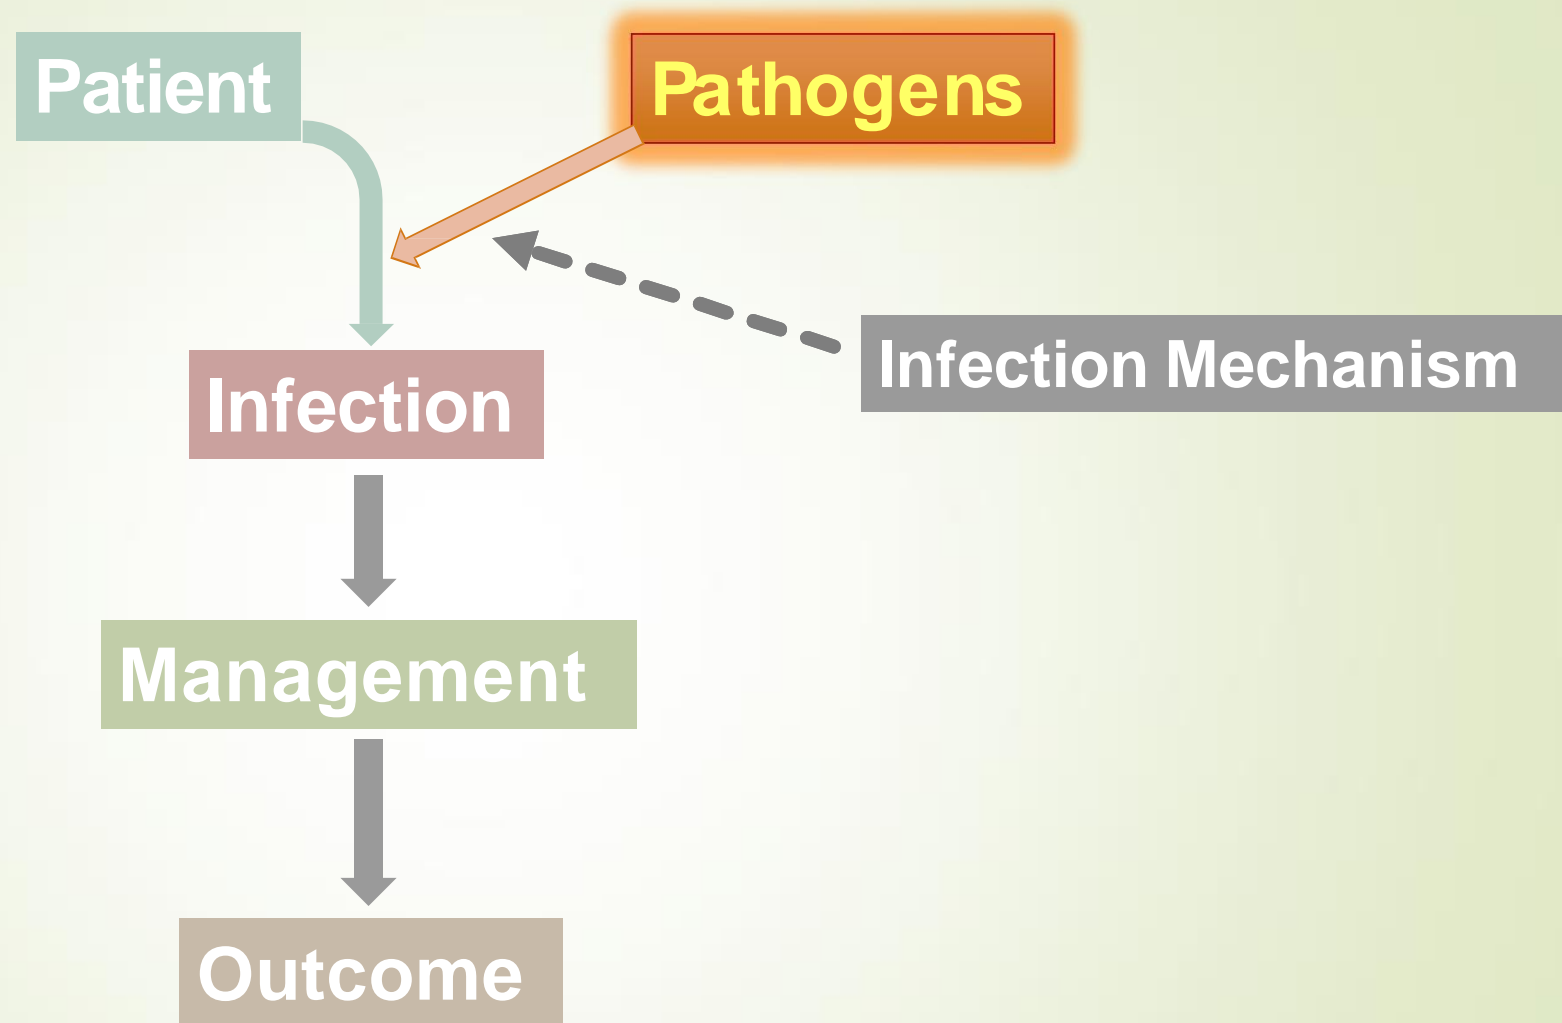 Patient
Pathogens
Infection Mechanism
Infection
Management
Outcome